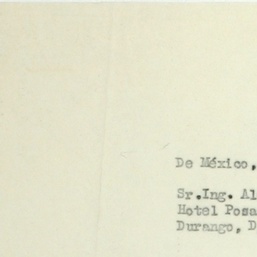 De México,
Sr.Ing. Al
Hotel Posa
Durango, D